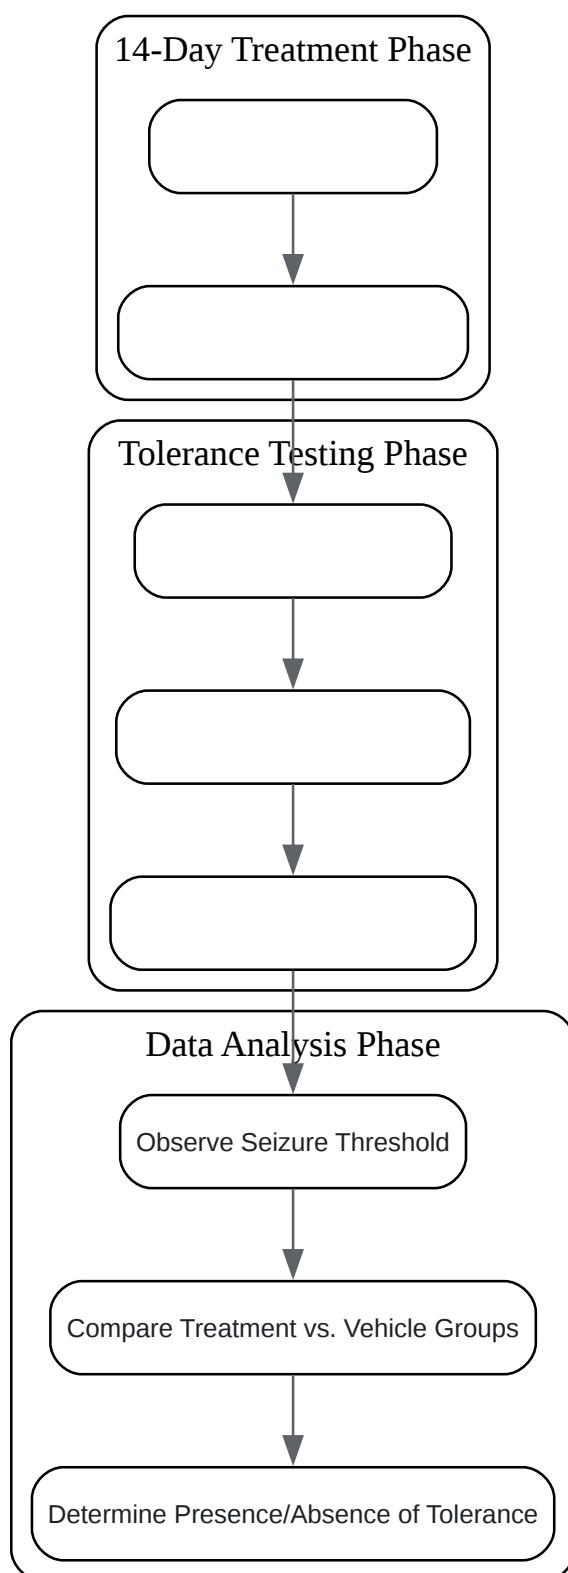 14-Day Treatment Phase
Tolerance Testing Phase
Data Analysis Phase
Observe Seizure Threshold
Compare Treatment vs. Vehicle Groups
Determine Presence/Absence of Tolerance